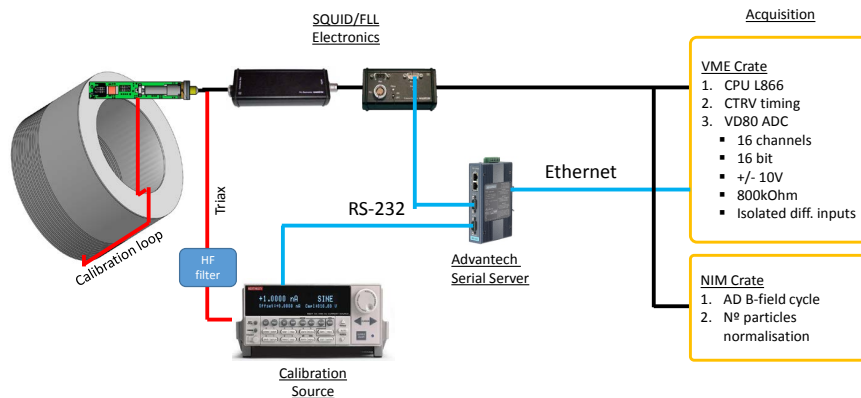 SQUID/FLL
Electronics
Acquisition
VME Crate
1. CPU L866
2. CTRV timing
3. VD80 ADC
▪ 16 channels
▪ 16 bit
▪ +/- 10V
▪ 800kOhm
▪ Isolated diff. inputs
Ethernet
RS-232
Triax
Calibration loop
HF
filter
Advantech
Serial Server
+1.0000 nA SINE
Calibration
Source
NIM Crate
1. AD B-field cycle
2. Nº particles
normalisation